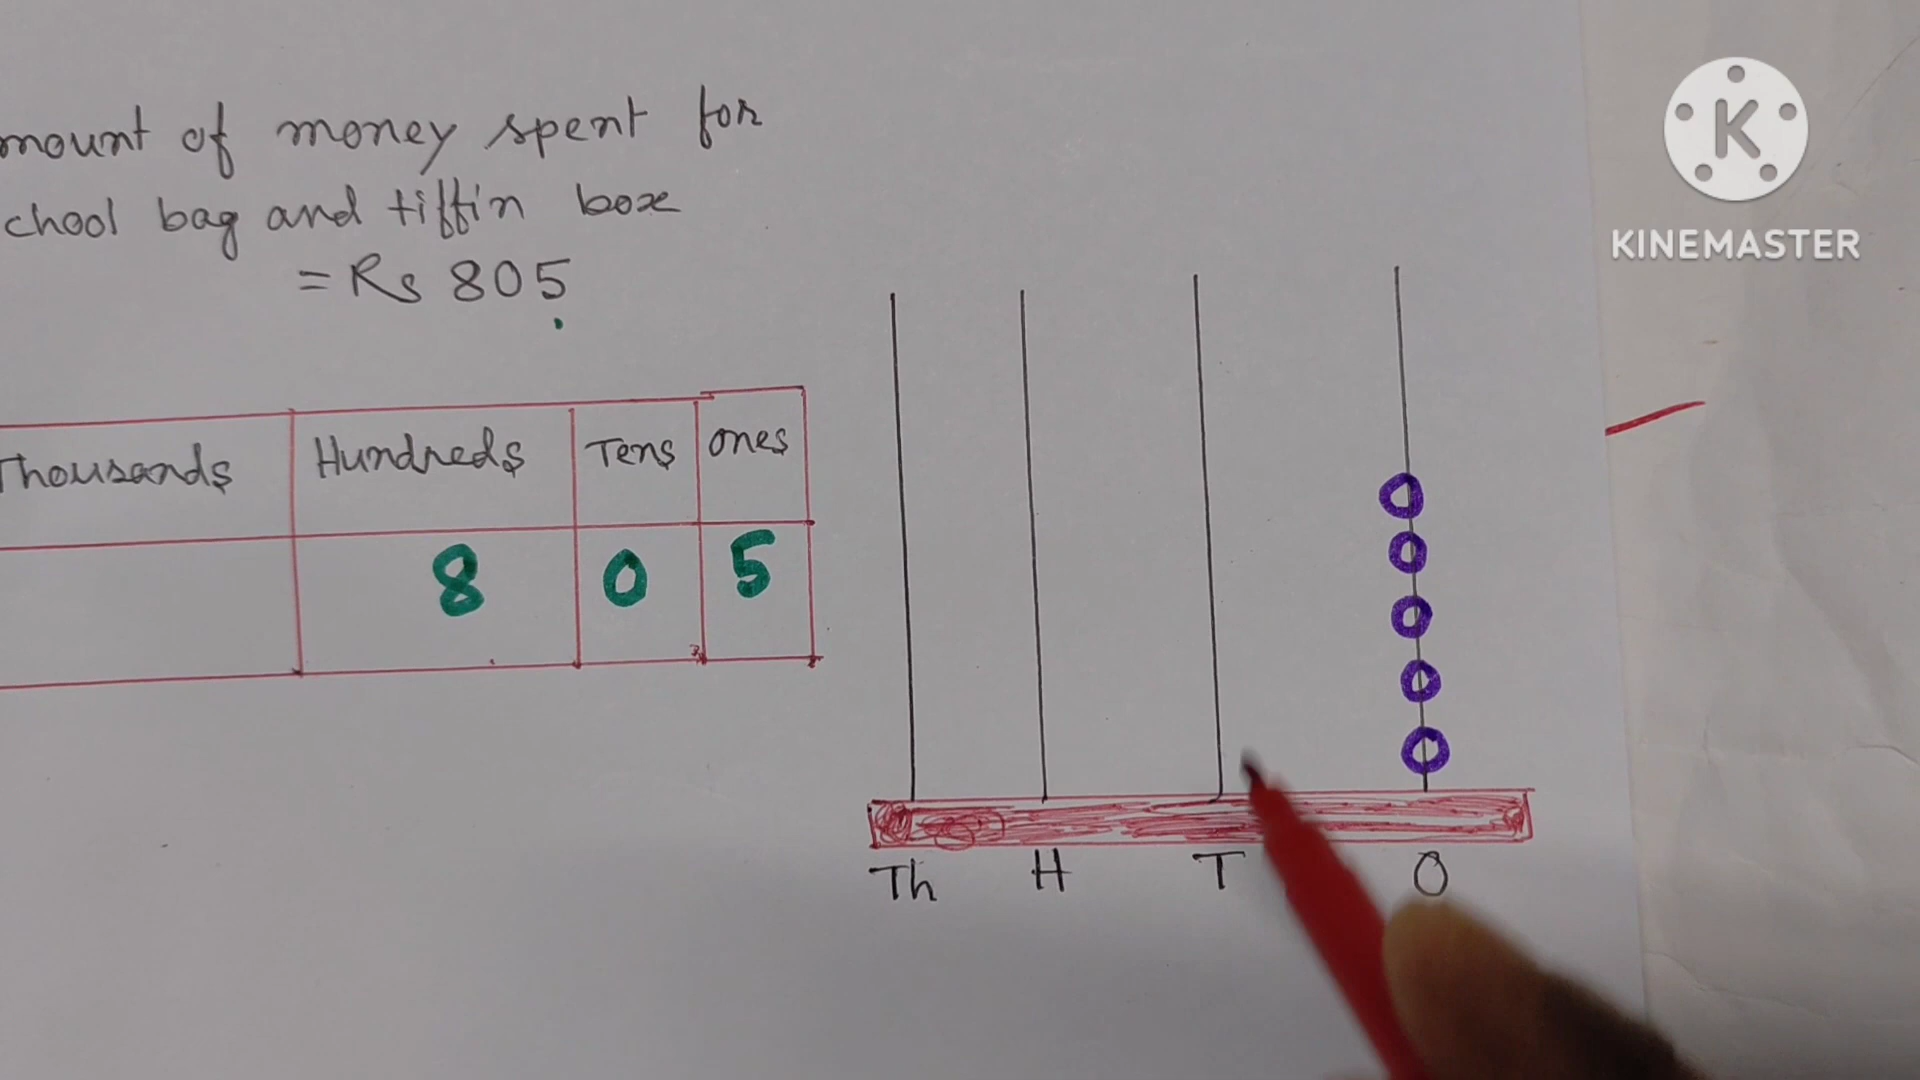 mount of money spent for
chool bag and tiffin box
= Rs 805
Thousands Hundreds Tens ones
8 0 5
Th H T O
K
KINEMASTER